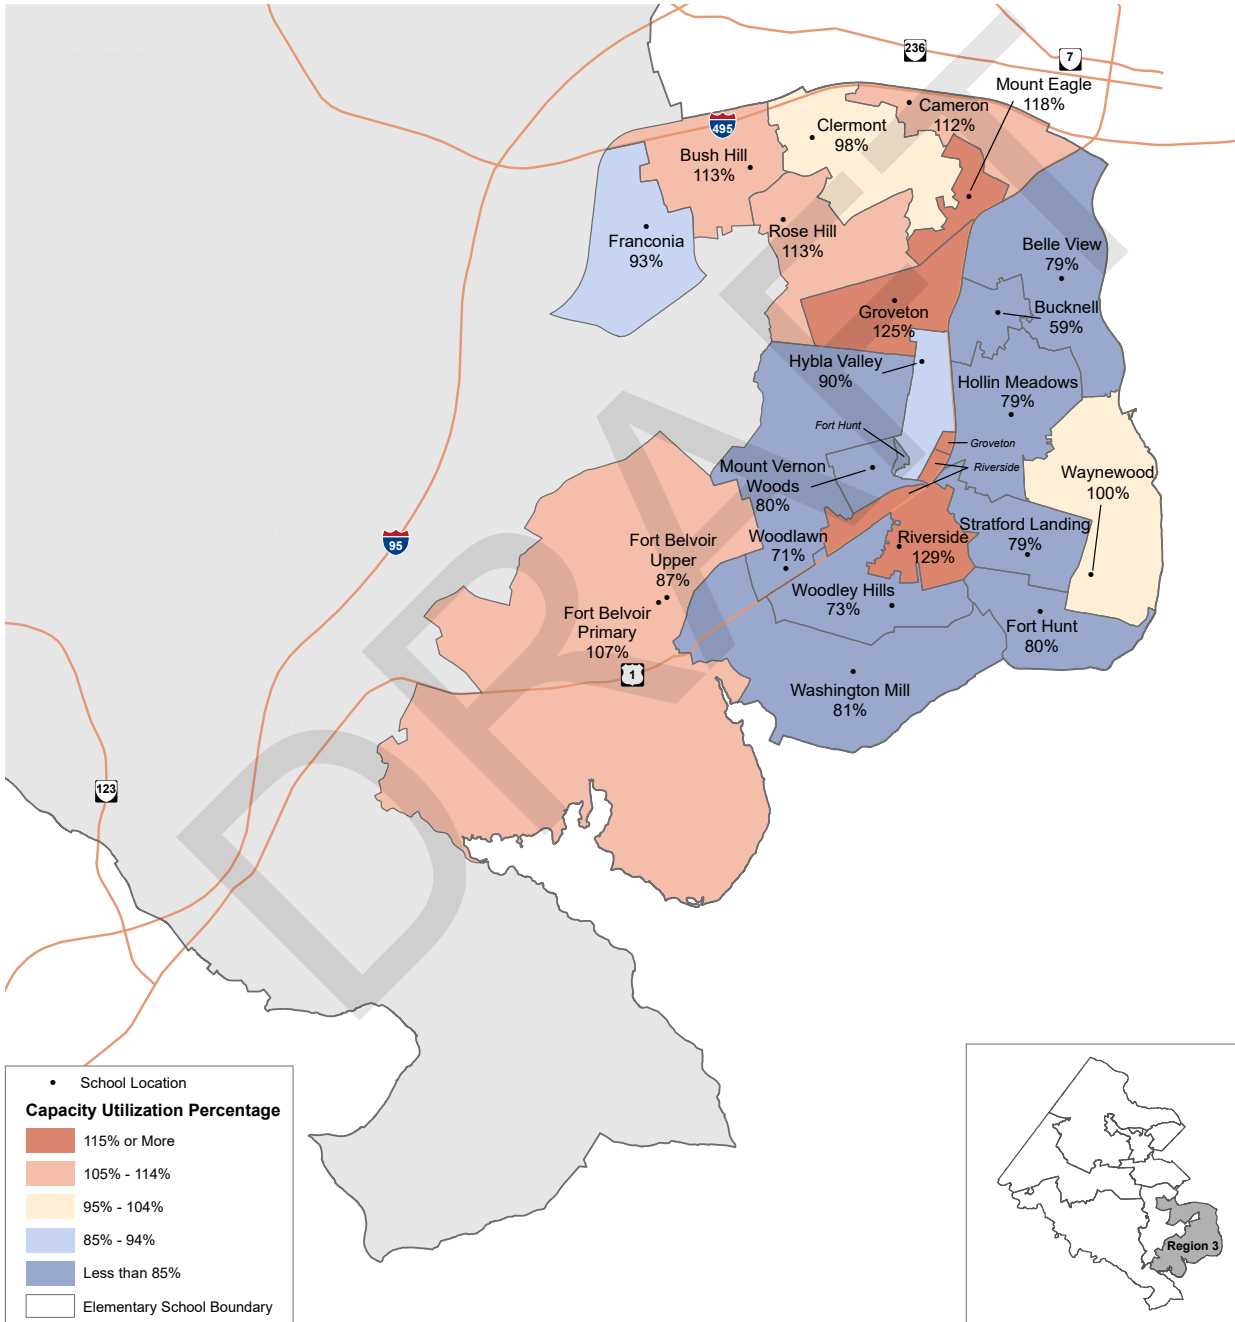 236
7
Mount Eagle
118%
Cameron
112%
495
Clermont
98%
Bush Hill
113%
Rose Hill
113%
Franconia
93%
Belle View
79%
Bucknell
59%
Groveton
125%
Hybla Valley
90%
Hollin Meadows
79%
Fort Hunt
Groveton
Riverside
Mount Vernon
Woods
80%
Waynewood
100%
95
Fort Belvoir
Upper
87%
Woodlawn
71%
Riverside
129%
Stratford Landing
79%
Woodley Hills
73%
Fort Belvoir
Primary
107%
Fort Hunt
80%
1
Washington Mill
81%
123
DRAFT
School Location
Capacity Utilization Percentage
115% or More
105% - 114%
95% - 104%
85% - 94%
Less than 85%
Elementary School Boundary
Region 3